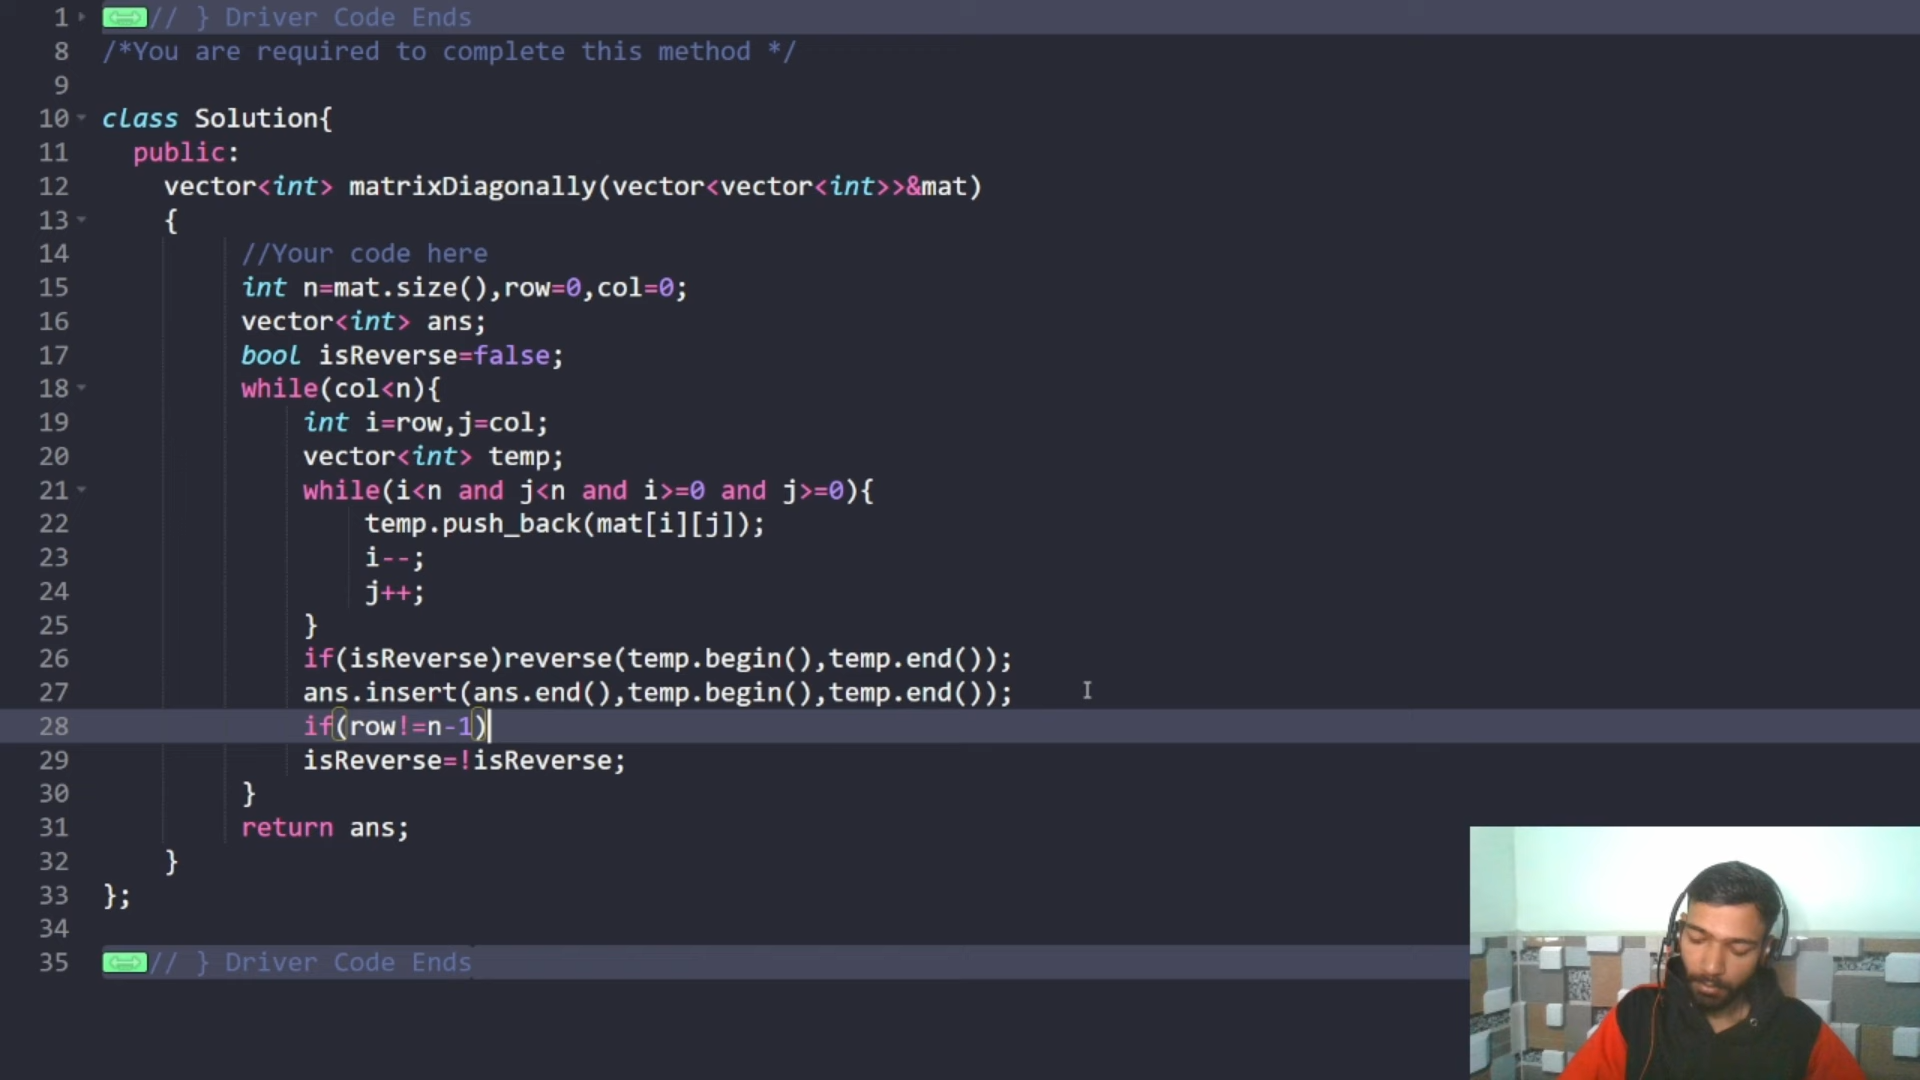 1 // } Driver Code Ends
8 /*You are required to complete this method */
9
10 class Solution{
11 public:
12 vector<int> matrixDiagonally(vector<vector<int>>&mat)
13 {
14 //Your code here
15 int n=mat.size(),row=0,col=0;
16 vector<int> ans;
17 bool isReverse=false;
18 while(col<n){
19 int i=row,j=col;
20 vector<int> temp;
21 while(i<n and j<n and i>=0 and j>=0){
22 temp.push_back(mat[i][j]);
23 i--;
24 j++;
25 }
26 if(isReverse)reverse(temp.begin(),temp.end());
27 ans.insert(ans.end(),temp.begin(),temp.end());
28 if(row!=n-1)
29 isReverse=!isReverse;
30 }
31 return ans;
32 }
33 };
34
35 // } Driver Code Ends